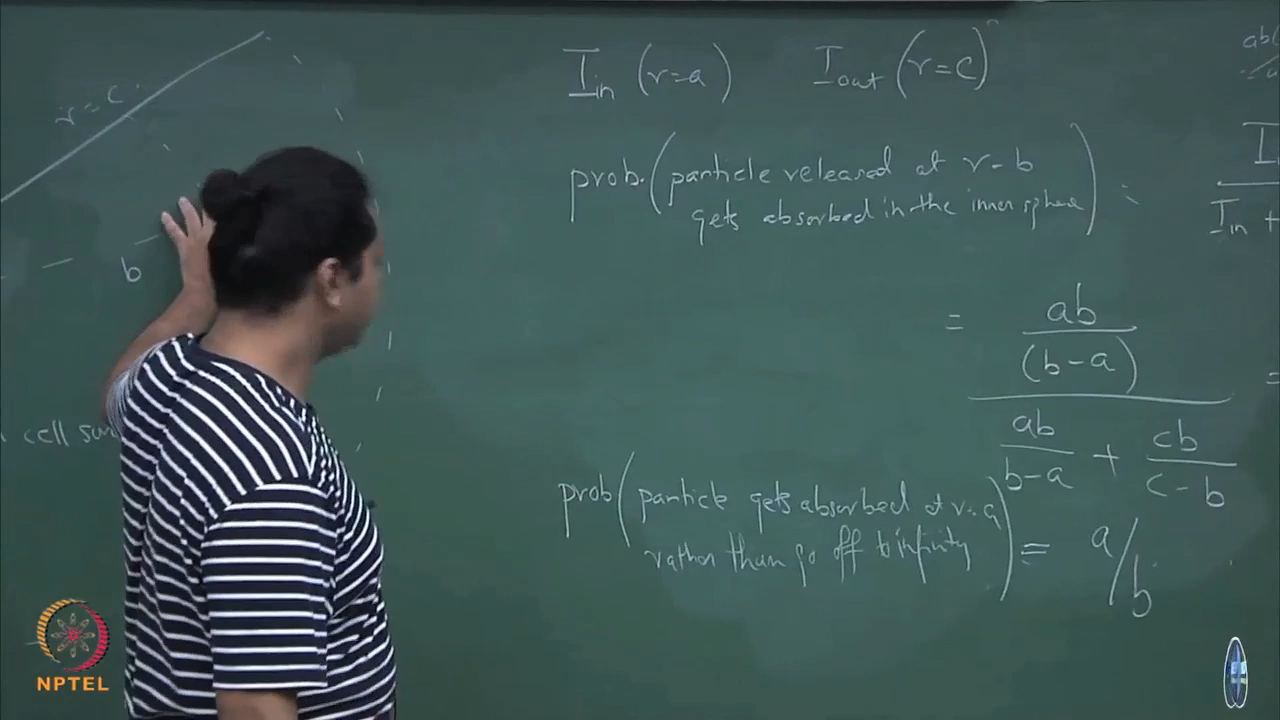 r = c
I_in (r=a)    I_out (r=c)
ab(
prob. (particle released at r=b
gets absorbed in the inner sphere) :
I
I_in +
b
= ab
(b-a)
=
ab/b-a + cb/c-b
cell
prob (particle gets absorbed at r=a,
rather than go off to infinity) = a/b
NPTEL